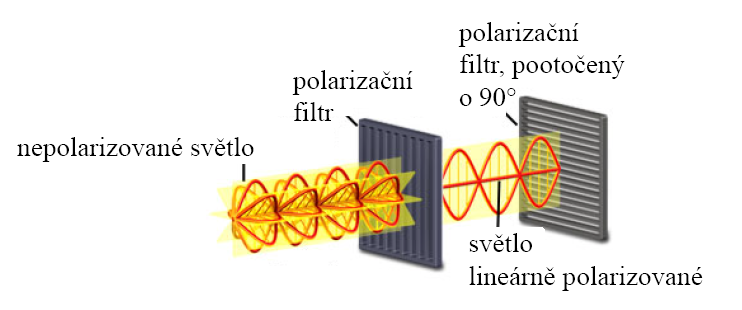 nepolarizované světlo
polarizační
filtr
polarizační
filtr, pootočený
o 90°
světlo
lineárně polarizované